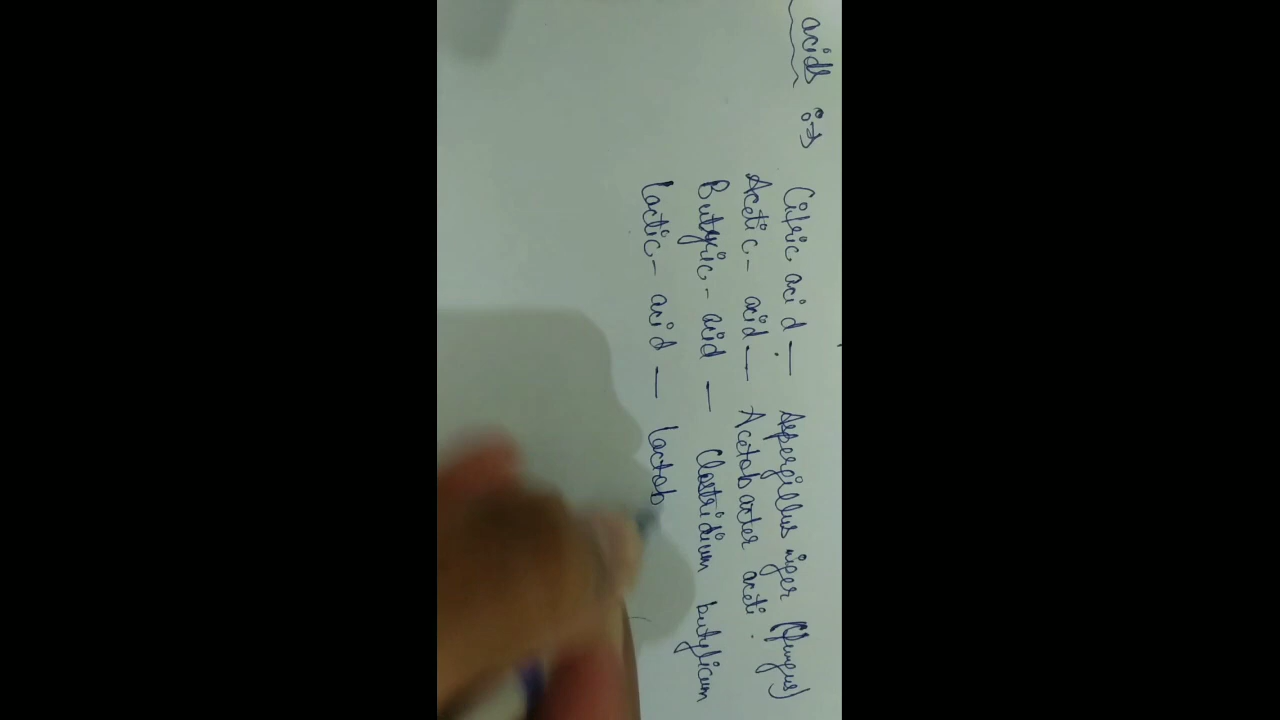 acids :→
Citric acid — Aspergillus niger (fungus)
Acetic - acid — Acetobacter aceti.
Butyric - acid — Clostridium butylicum
lactic - acid — lactob